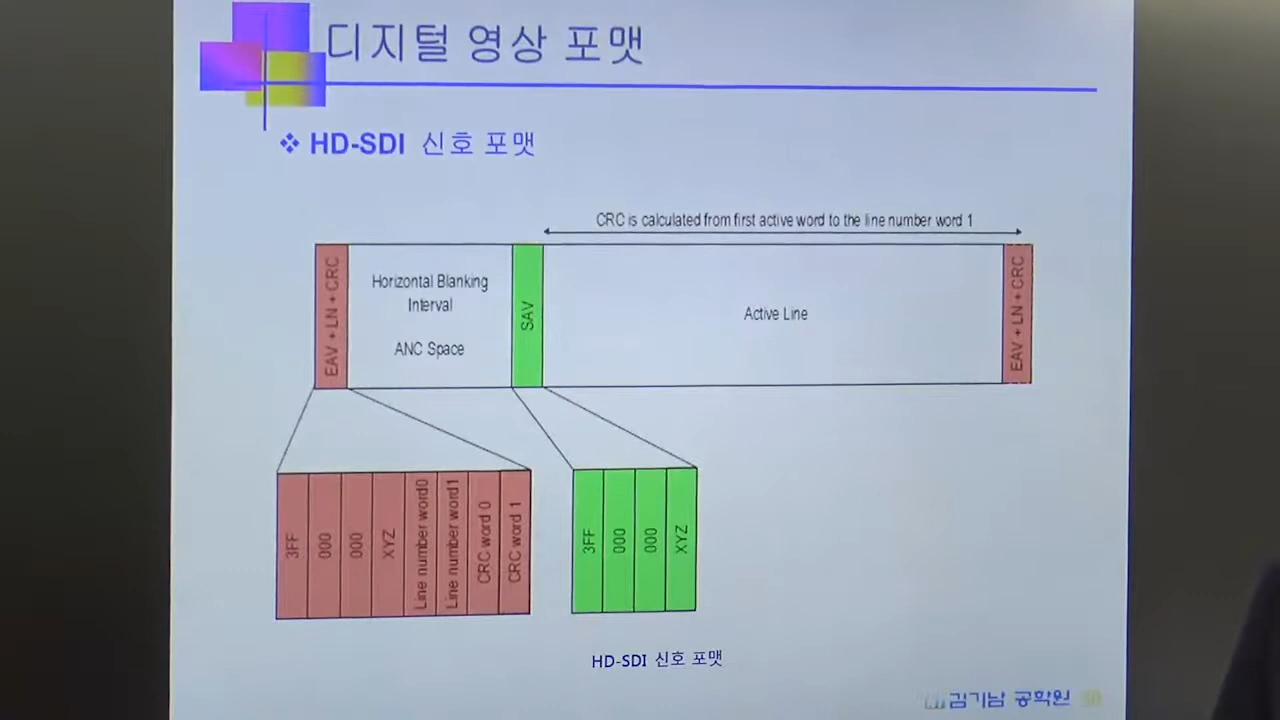 디지털 영상 포맷
❖ HD-SDI 신호 포맷
CRC is calculated from first active word to the line number word 1
EAV + LN + CRC
Horizontal Blanking
Interval
ANC Space
SAV
Active Line
EAV + LN + CRC
3FF
000
000
XYZ
Line number word0
Line number word1
CRC word 0
CRC word 1
3FF
000
000
XYZ
HD-SDI 신호 포맷
김기남 공학원